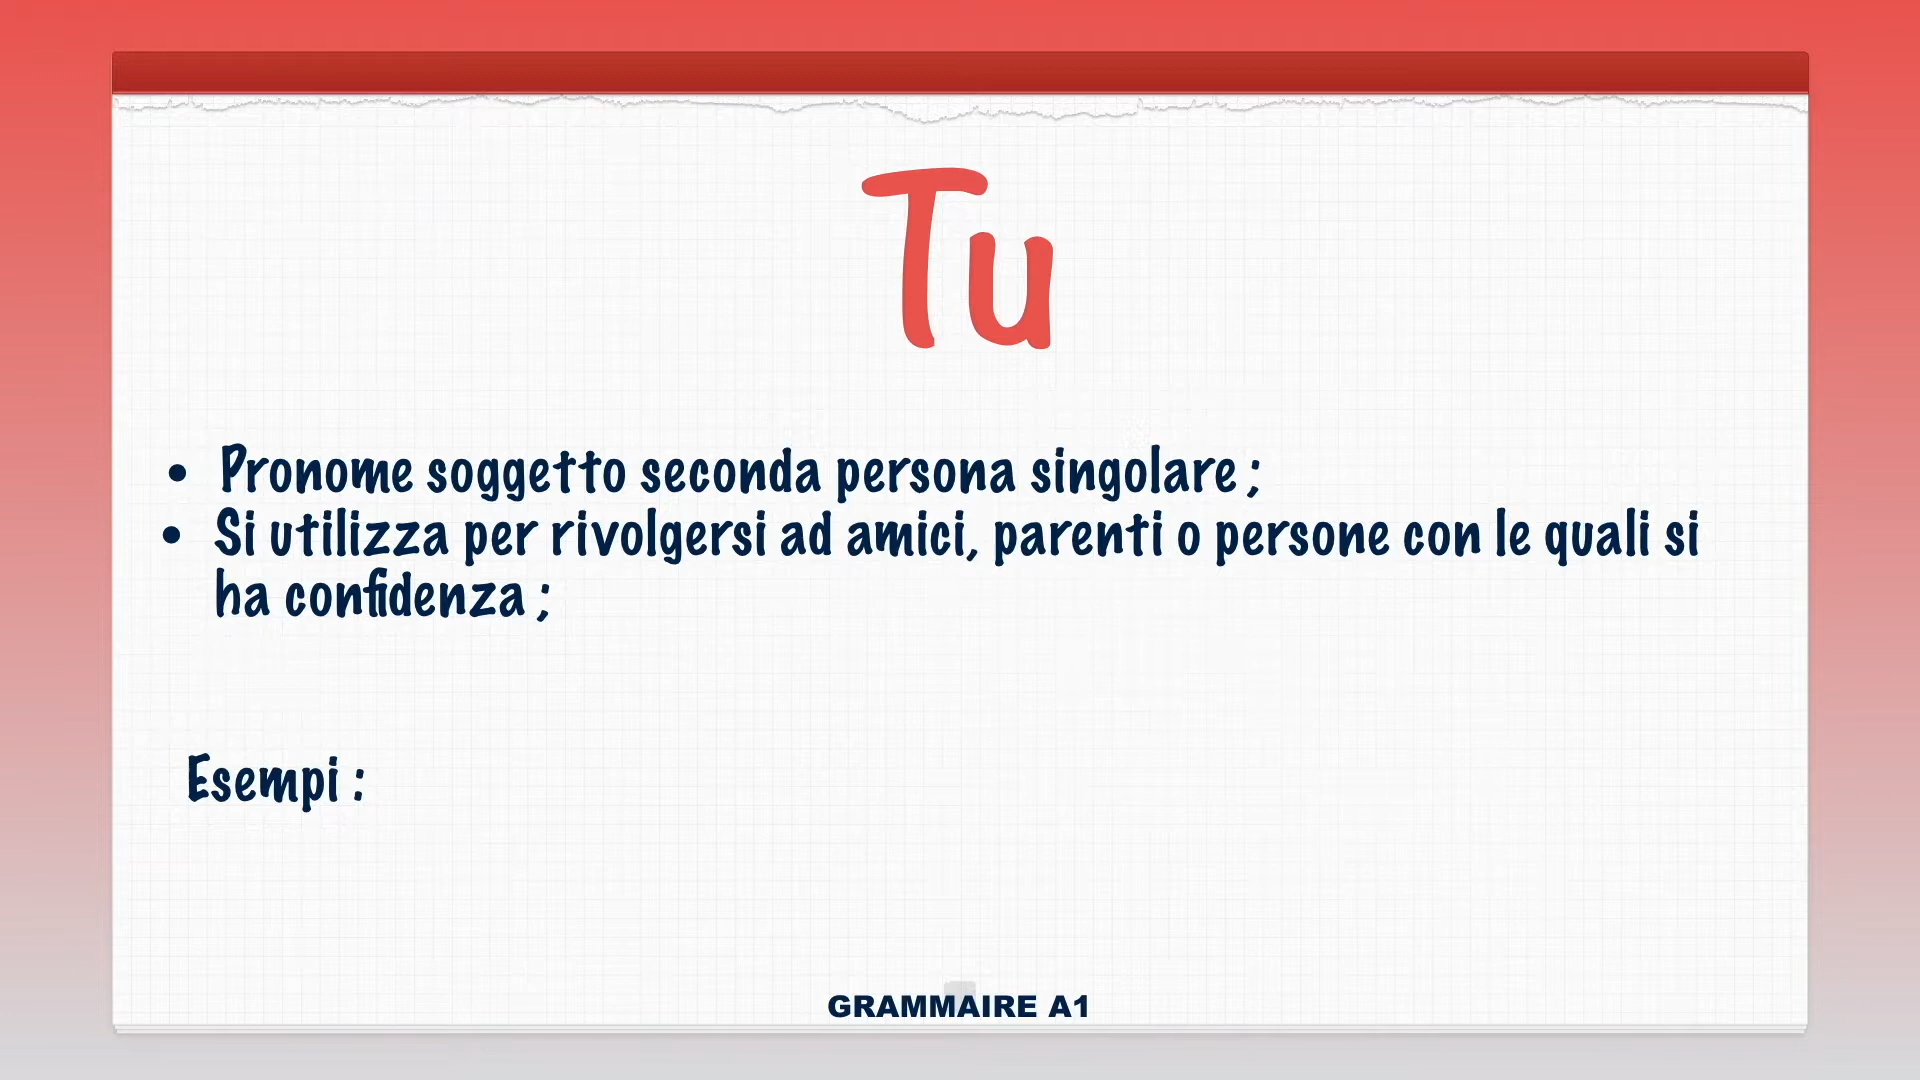 Tu
• Pronome soggetto seconda persona singolare ;
• Si utilizza per rivolgersi ad amici, parenti o persone con le quali si
ha confidenza ;
Esempi :
GRAMMAIRE A1